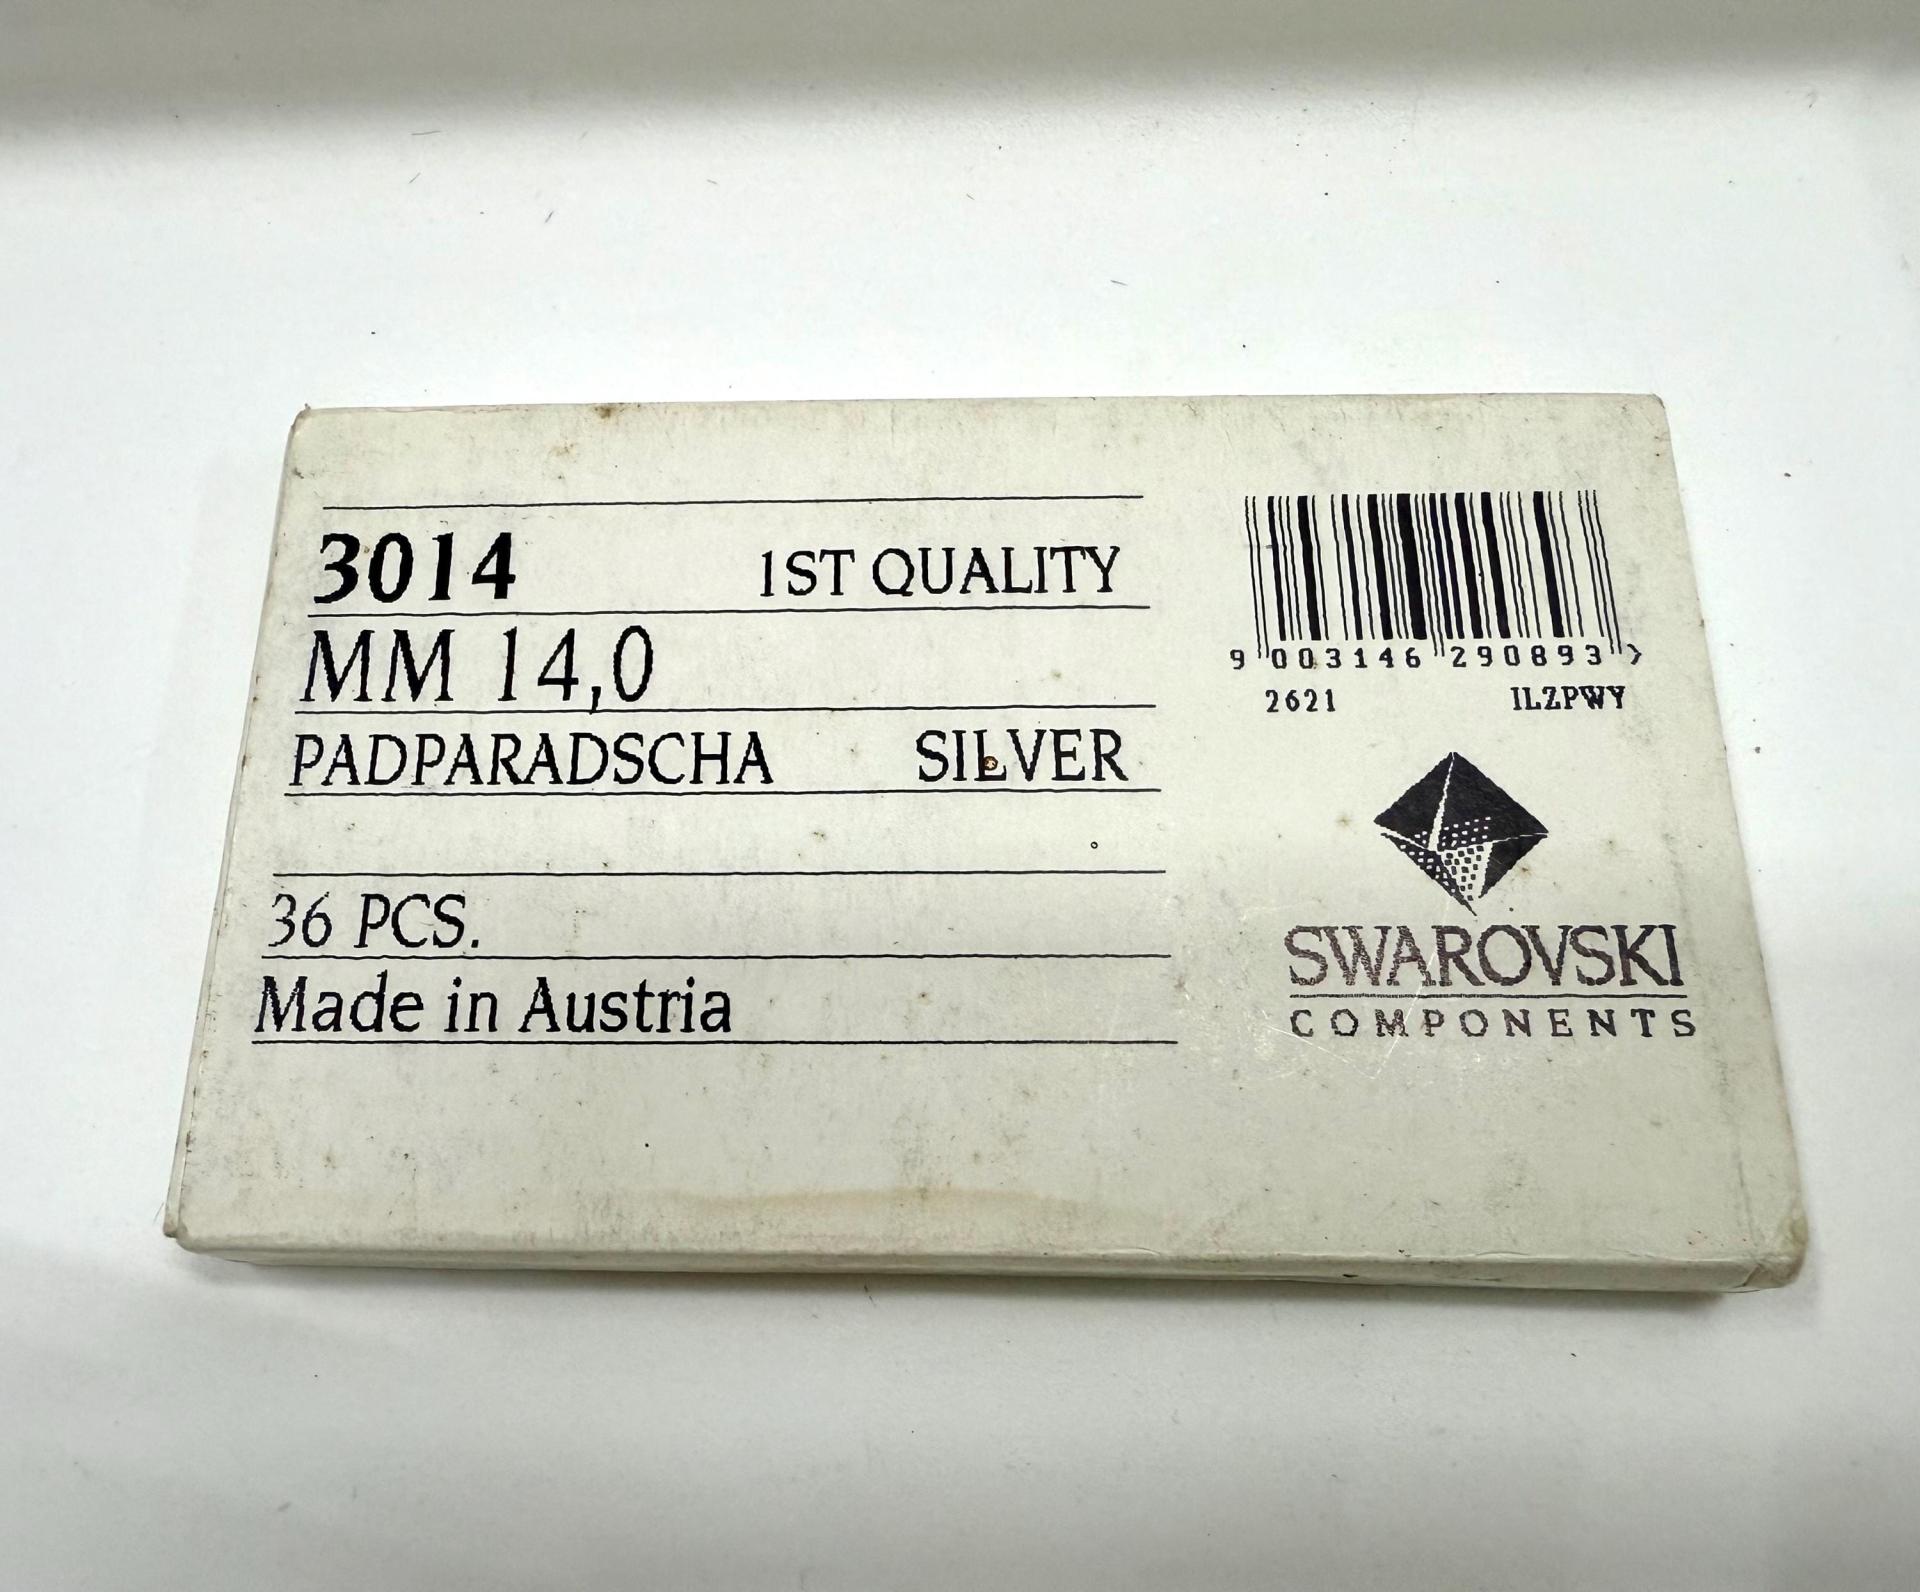 3014 1ST QUALITY
MM 14,0
PADPARADSCHA SILVER
36 PCS.
Made in Austria
9 003146 290893 >
2621 ILZPWY
SWAROVSKI
COMPONENTS